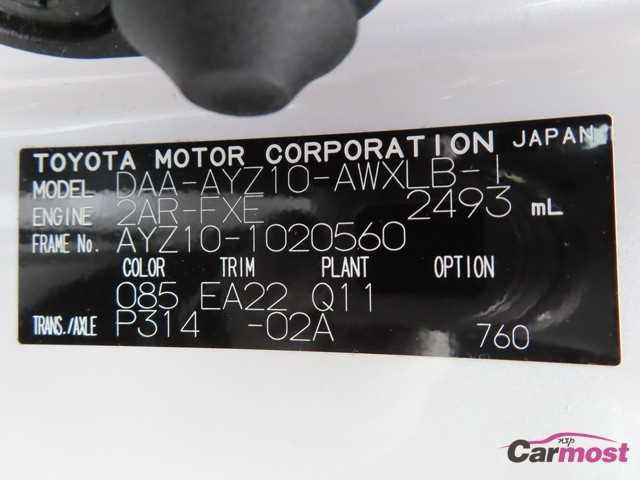 TOYOTA MOTOR CORPORATION JAPAN
MODEL DAA-AYZ10-AWXLB-I
ENGINE 2AR-FXE 2493 mL
FRAME No. AYZ10-1020560
COLOR TRIM PLANT OPTION
085 EA22 Q11
TRANS./AXLE P314 -02A 760
nsp
Carmost